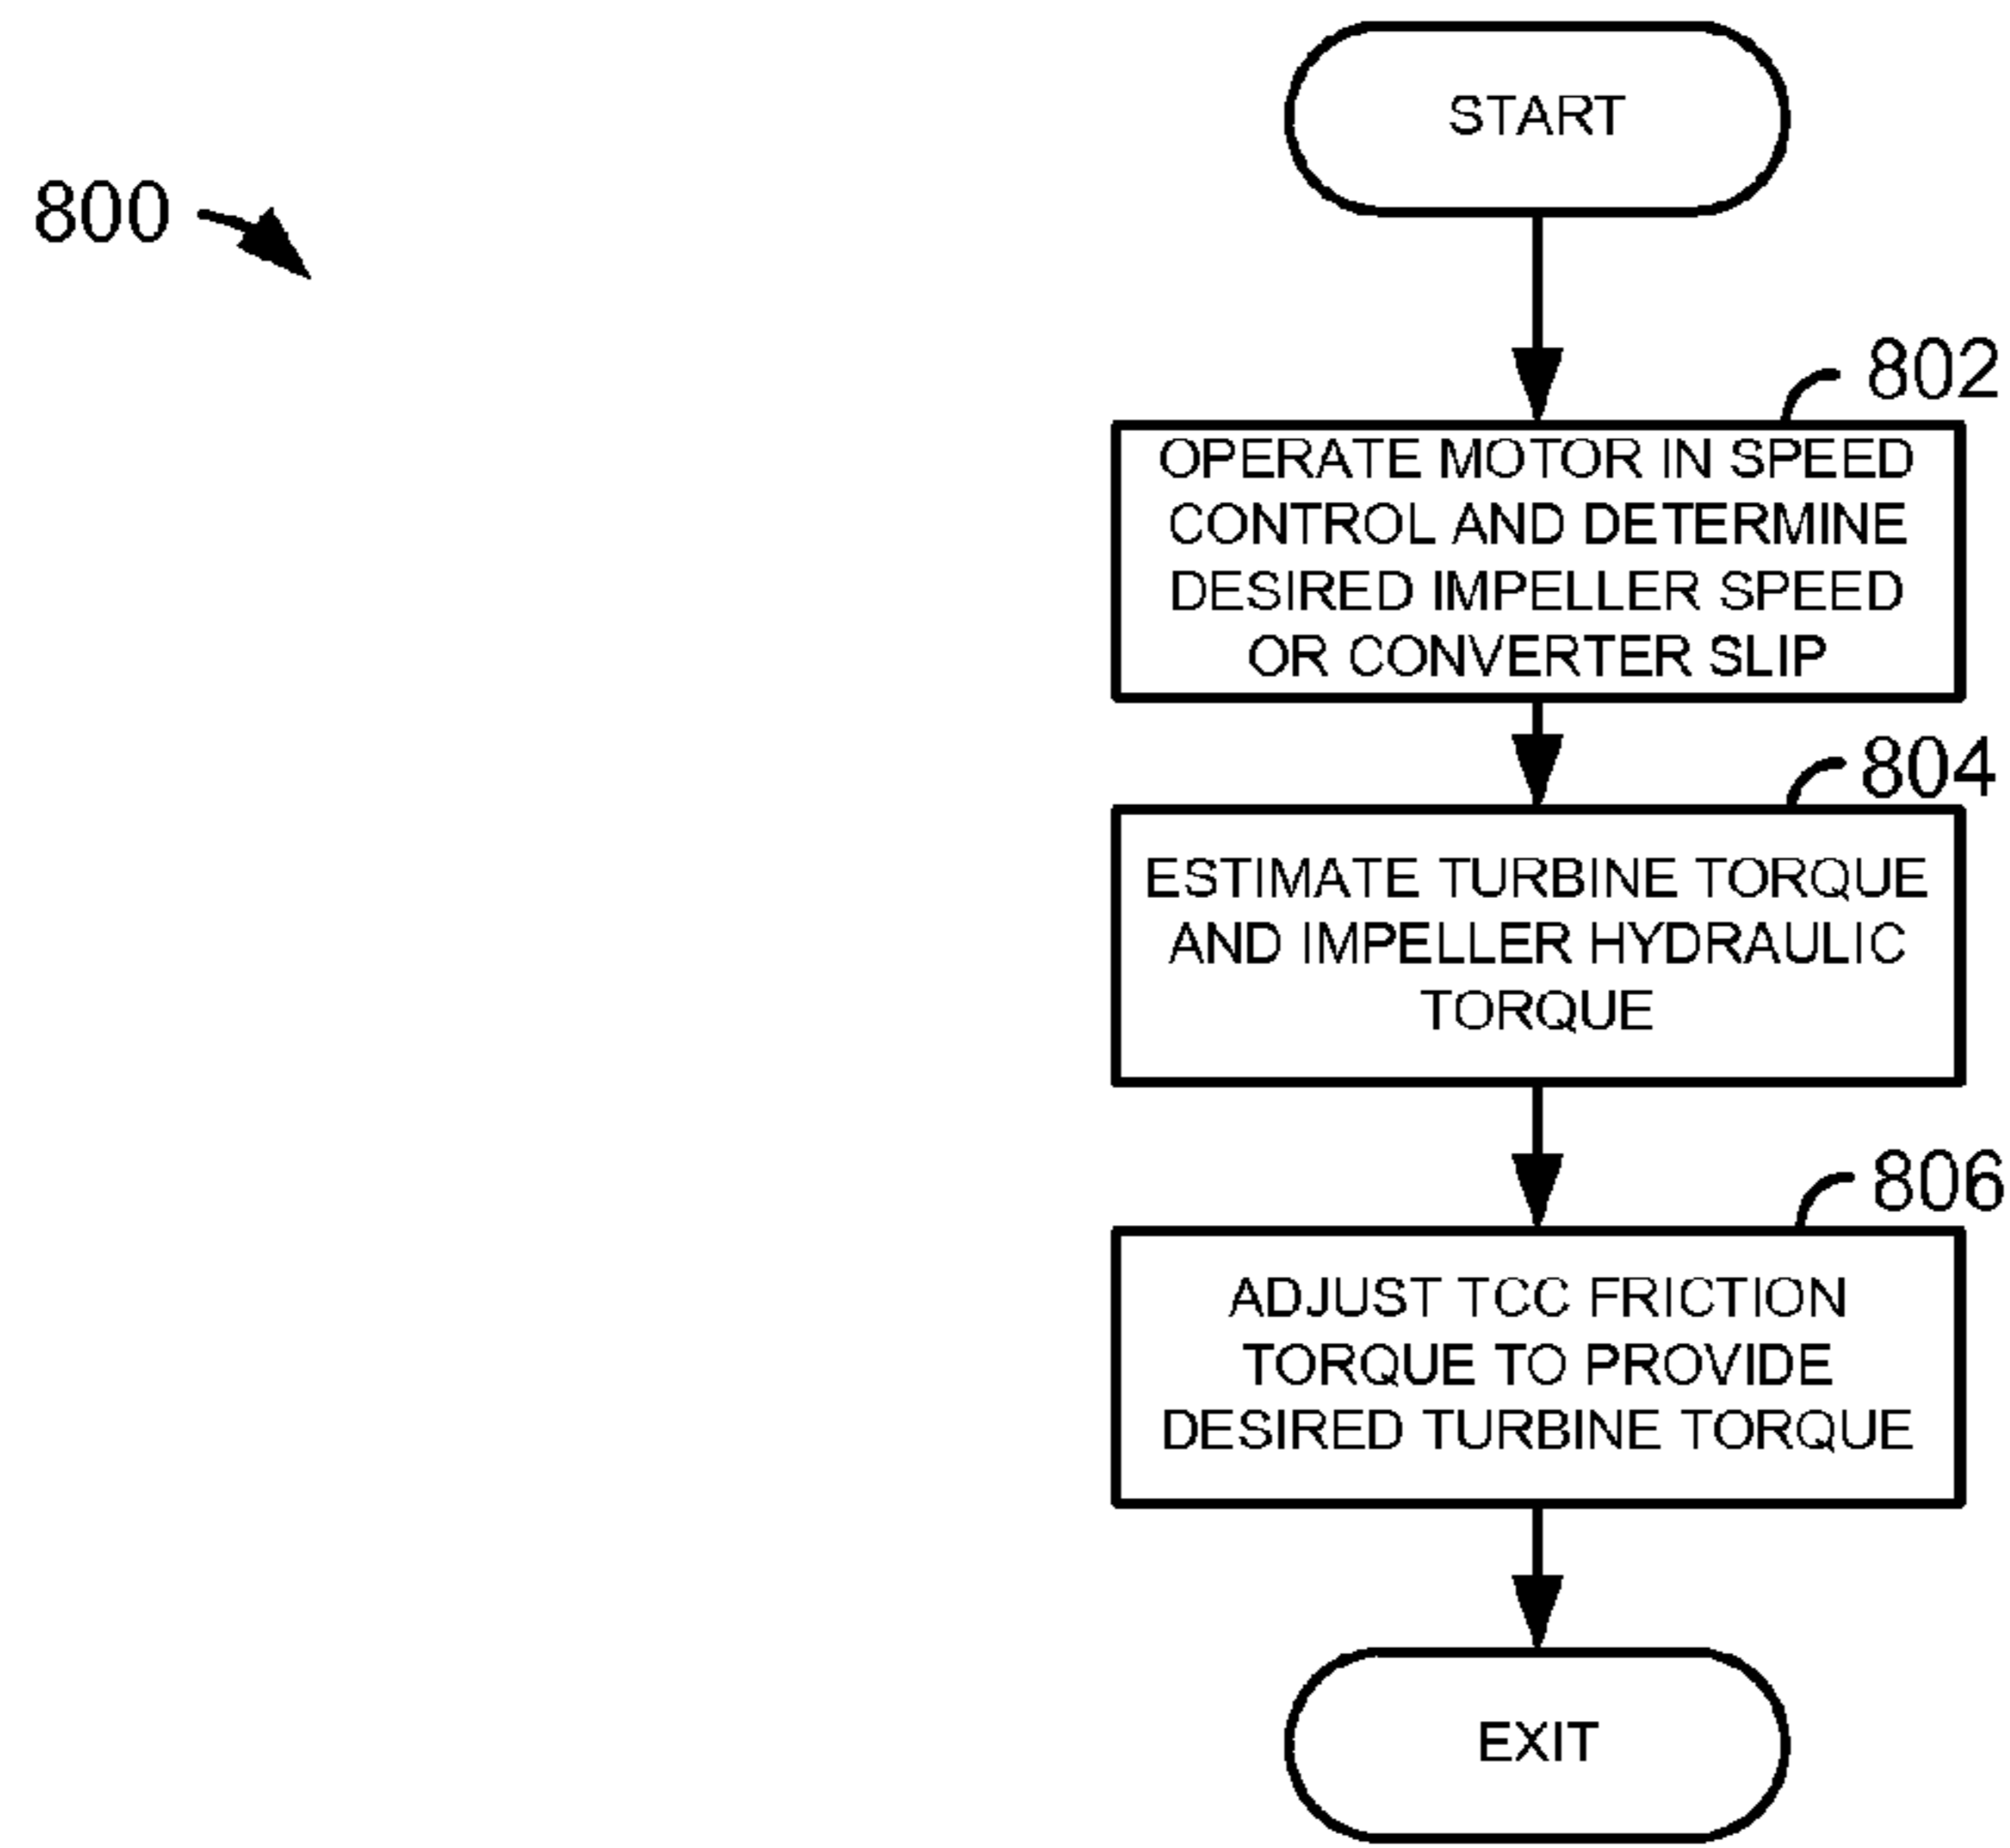 START
800
802
OPERATE MOTOR IN SPEED
CONTROL AND DETERMINE
DESIRED IMPELLER SPEED
OR CONVERTER SLIP
804
ESTIMATE TURBINE TORQUE
AND IMPELLER HYDRAULIC
TORQUE
806
ADJUST TCC FRICTION
TORQUE TO PROVIDE
DESIRED TURBINE TORQUE
EXIT